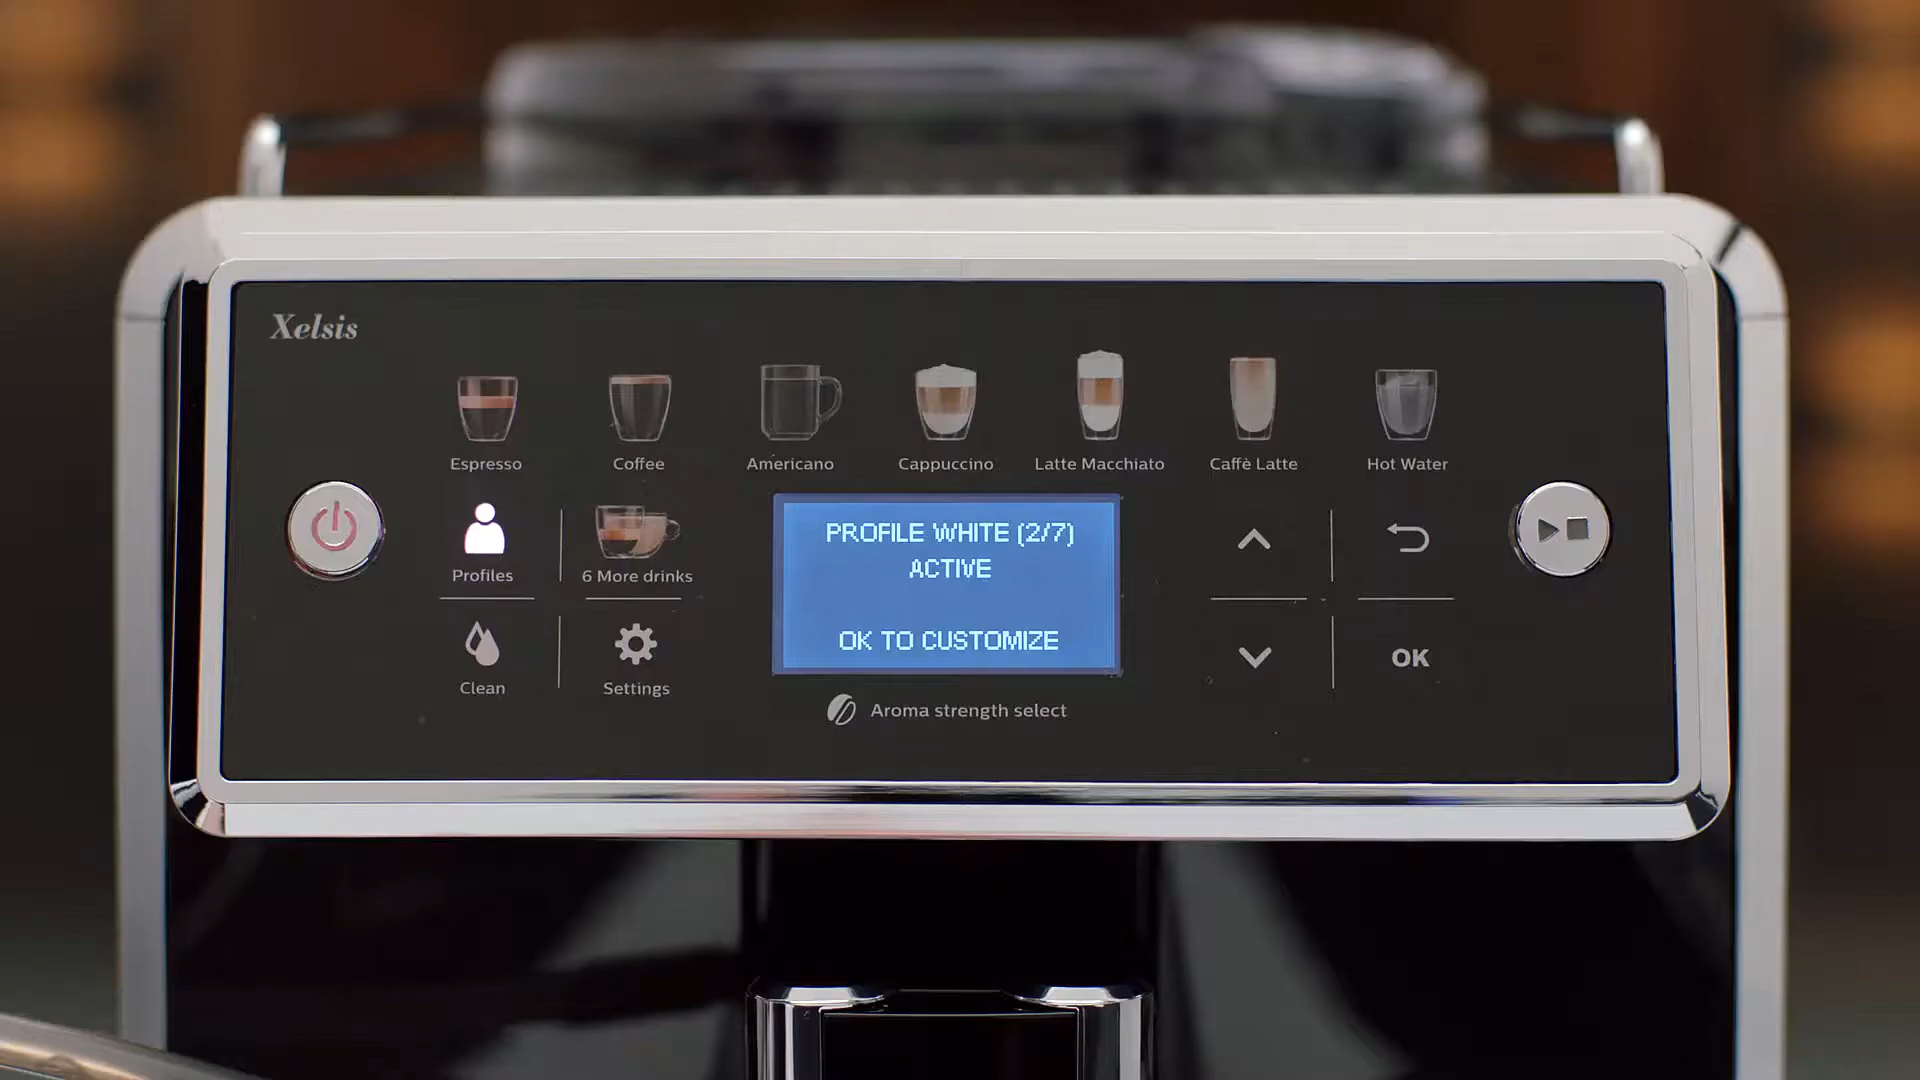 Xelsis
Espresso
Coffee
Americano
Cappuccino
Latte Macchiato
Caffè Latte
Hot Water
Profiles
6 More drinks
PROFILE WHITE (2/7)
ACTIVE
OK TO CUSTOMIZE
Clean
Settings
OK
Aroma strength select